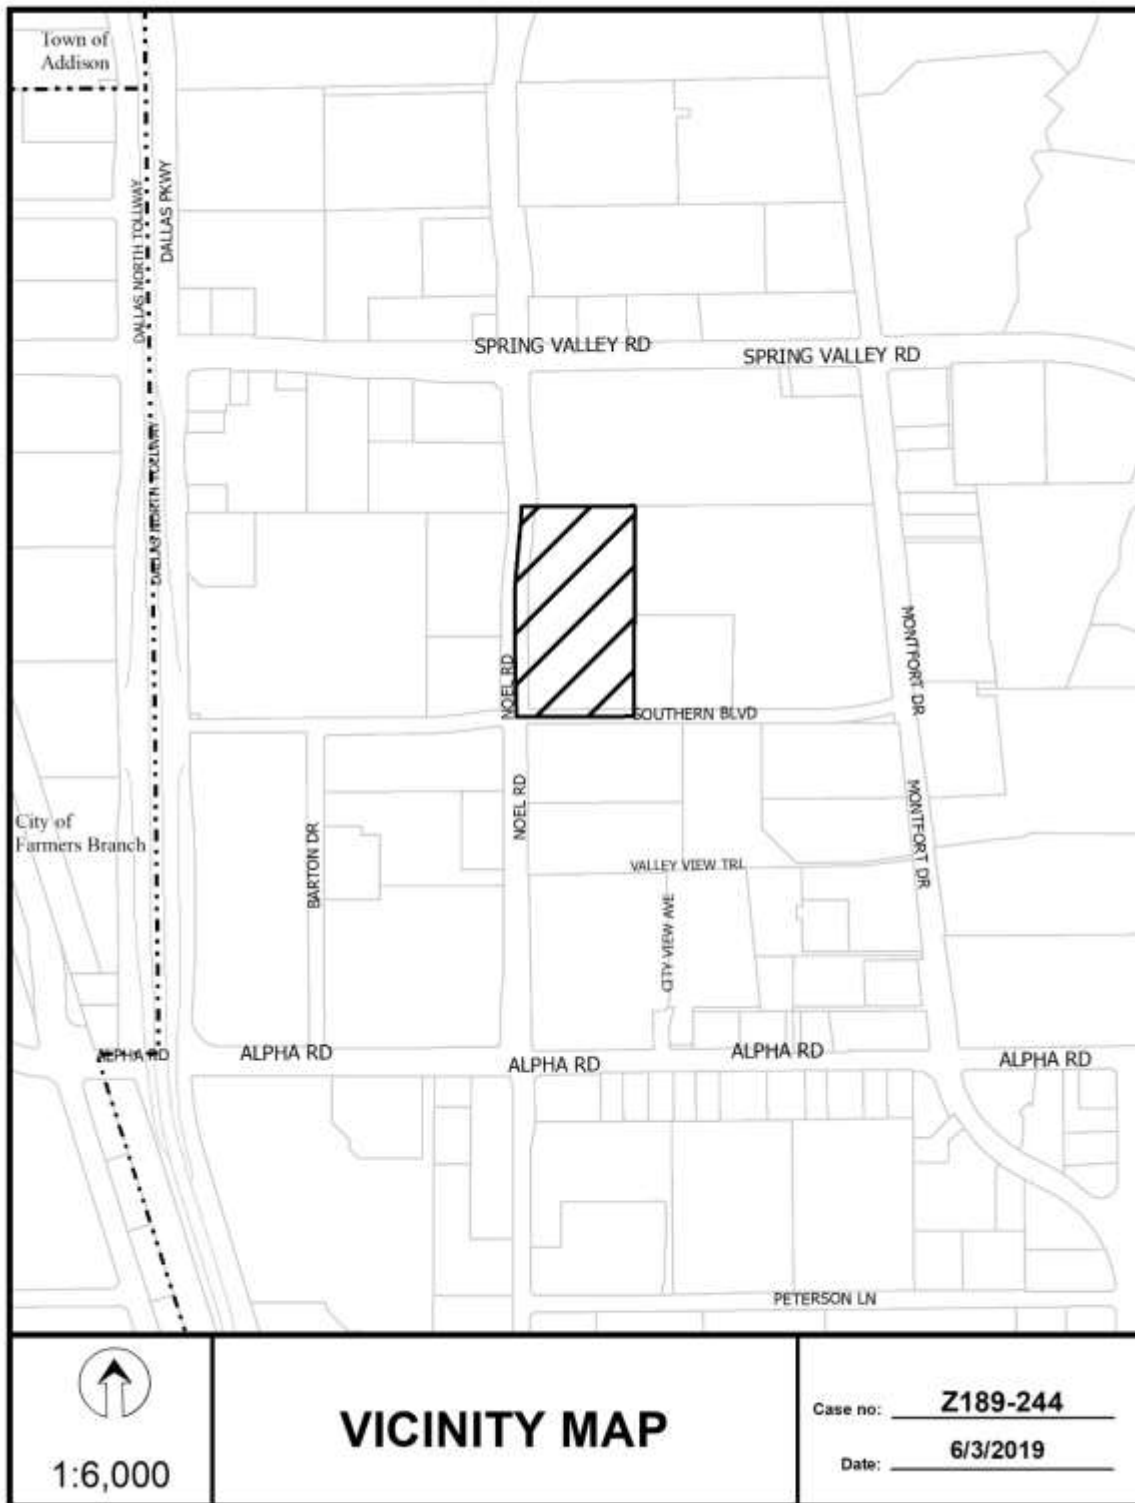 Town of
Addison
DALLAS NORTH TOLLWAY
DALLAS PKWY
SPRING VALLEY RD
SPRING VALLEY RD
DALLAS NORTH TOLLWAY
NOEL RD
SOUTHERN BLVD
MONTFORT DR
City of
Farmers Branch
BARTON DR
NOEL RD
MONTFORT DR
VALLEY VIEW TRL
CITY VIEW AVE
ALPHA RD
ALPHA RD
ALPHA RD
ALPHA RD
ALPHA RD
PETERSON LN
1:6,000
VICINITY MAP
Case no: Z189-244
Date: 6/3/2019